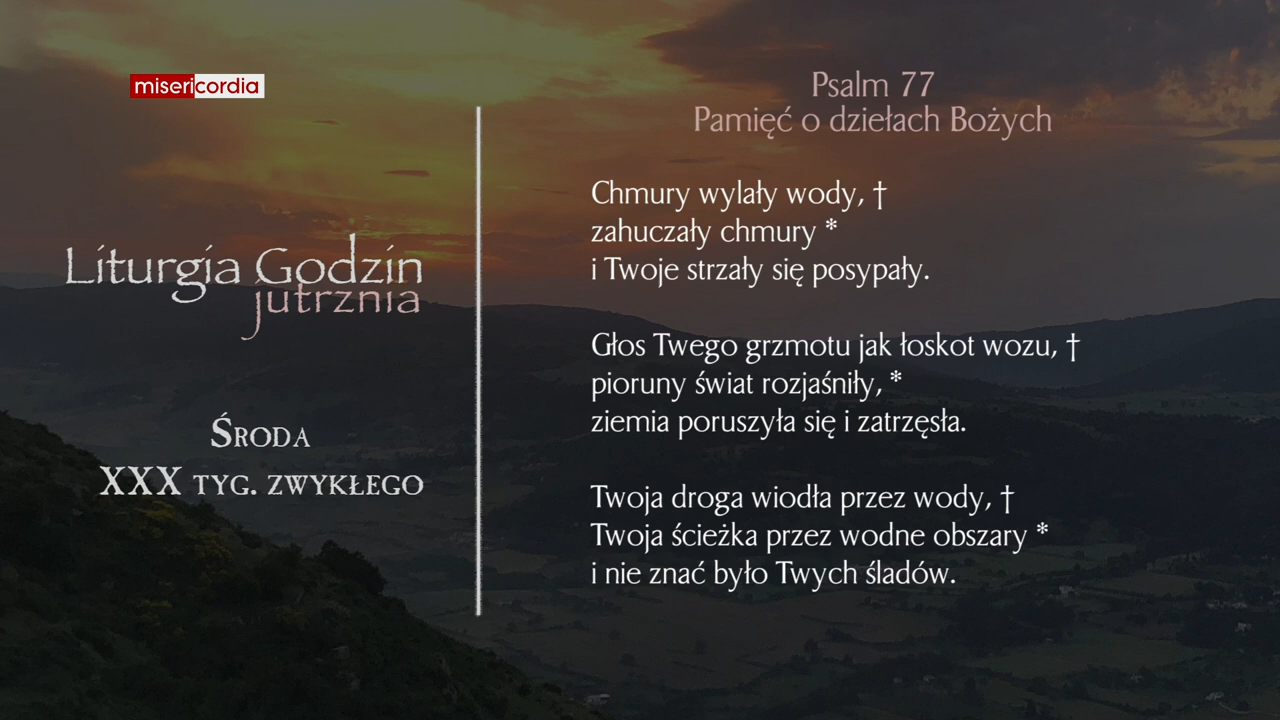 misericordia
Liturgia Godzin
jutrznia
Środa
XXX tyg. zwykłego
Psalm 77
Pamięć o dziełach Bożych
Chmury wylały wody, †
zahuczały chmury *
i Twoje strzały się posypały.
Głos Twego grzmotu jak łoskot wozu, †
pioruny świat rozjaśniły, *
ziemia poruszyła się i zatrzęsła.
Twoja droga wiodła przez wody, †
Twoja ścieżka przez wodne obszary *
i nie znać było Twych śladów.